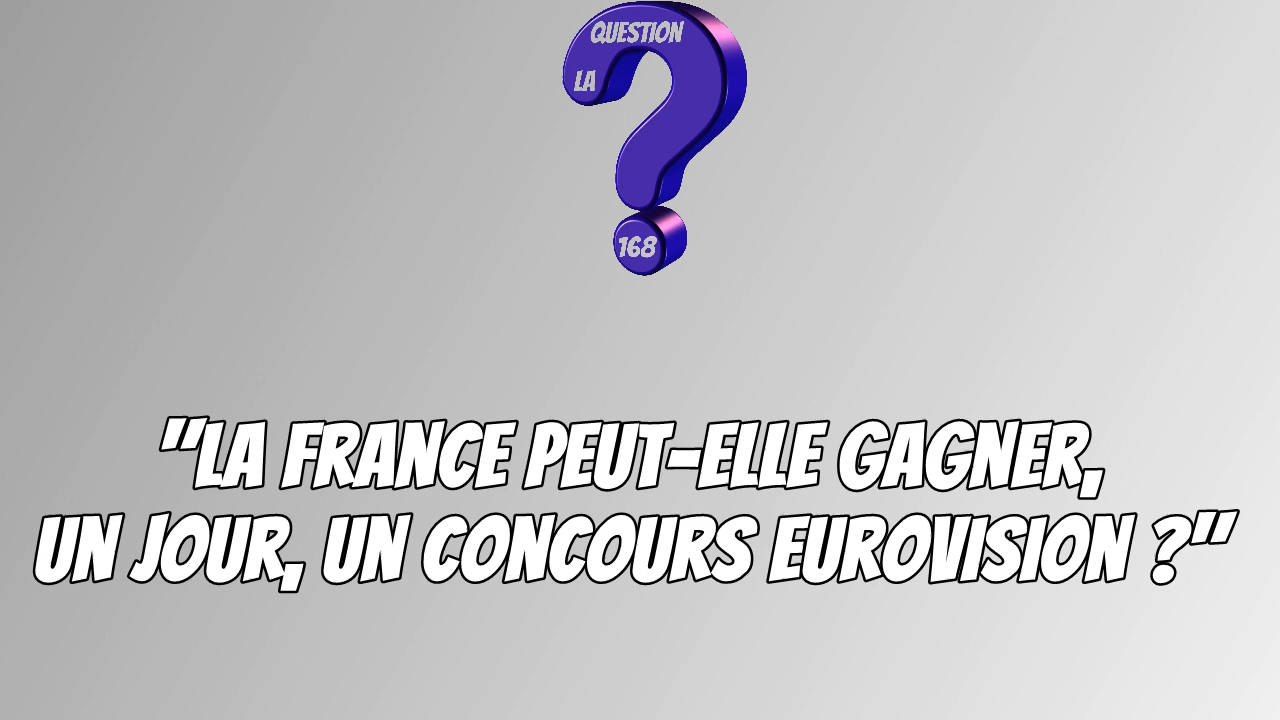 QUESTION
LA
168
"LA FRANCE PEUT-ELLE GAGNER,
UN JOUR, UN CONCOURS EUROVISION ?"